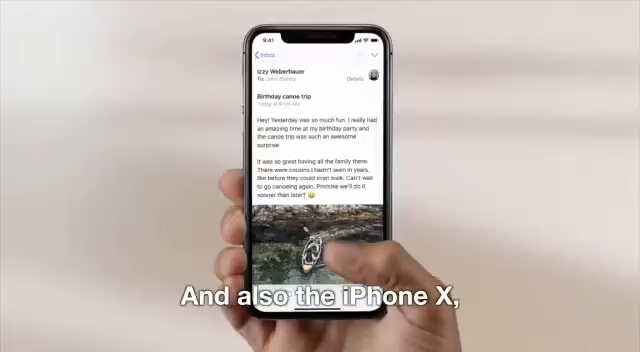 9:41
Inbox
Izzy Weberbauer
To:
Details
Birthday canoe trip
Hey! Yesterday was so much fun. I really had
an amazing time at my birthday party and
the canoe trip was such an awesome
surprise.
It was so great having all the family there.
There were cousins I hadn't seen in years,
like before they could even walk. Can't wait
to go canoeing again. Promise we'll do it
sooner than later? 😀
And also the iPhone X,